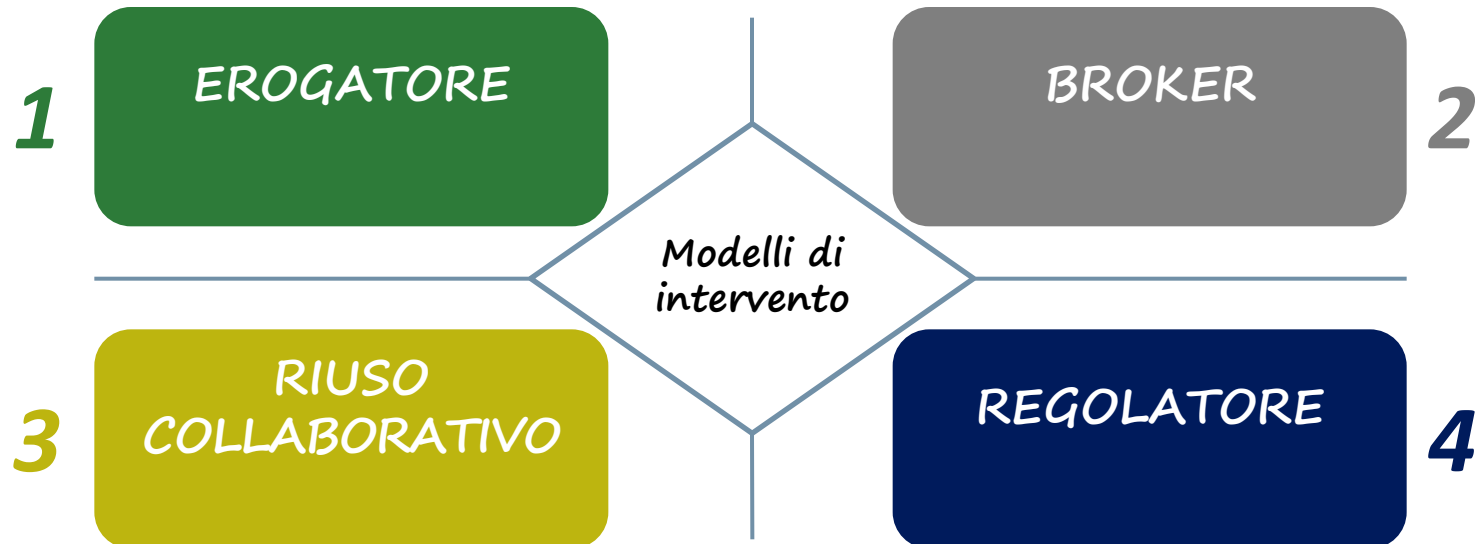 1
EROGATORE
BROKER
2
Modelli di
intervento
3
RIUSO
COLLABORATIVO
REGOLATORE
4